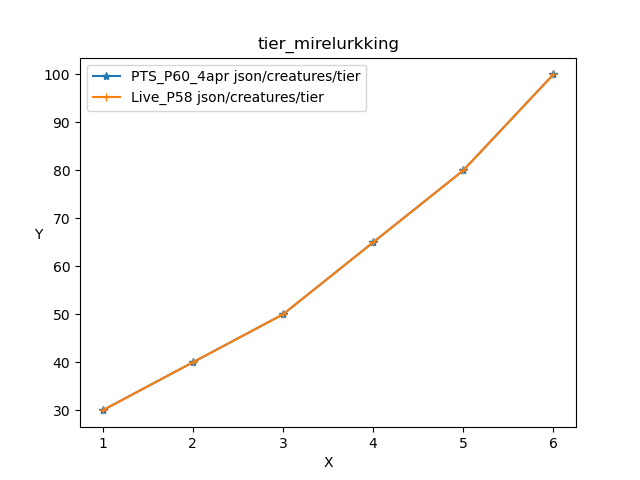 tier_mirelurkking
PTS_P60_4apr json/creatures/tier
Live_P58 json/creatures/tier
100
90
80
70
60
50
40
30
Y
1 2 3 4 5 6
X